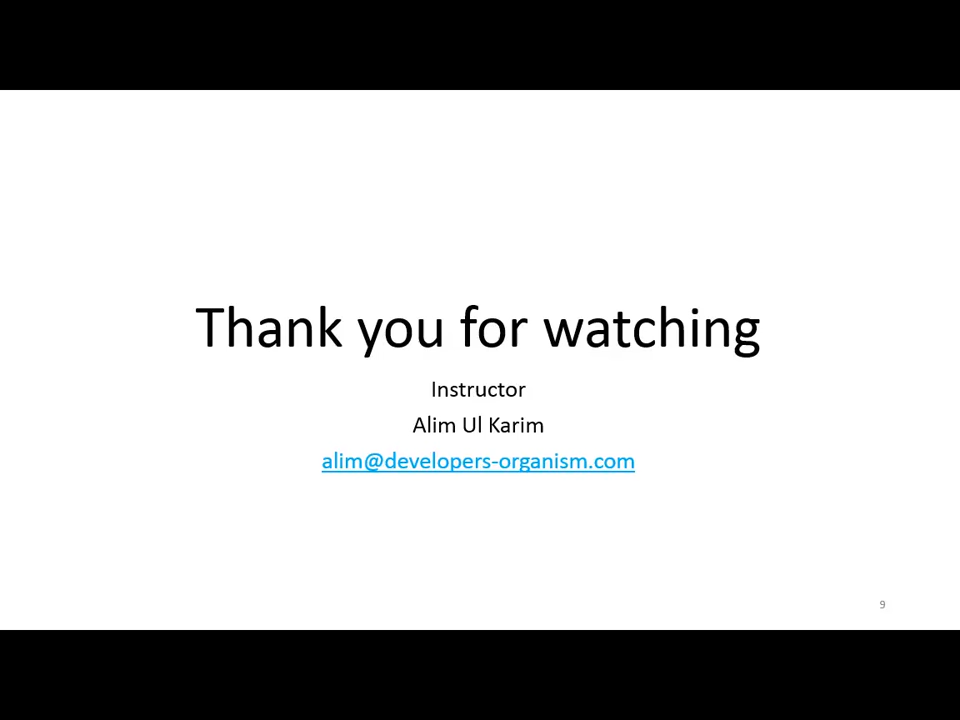 Thank you for watching
Instructor
Alim Ul Karim
alim@developers-organism.com
9